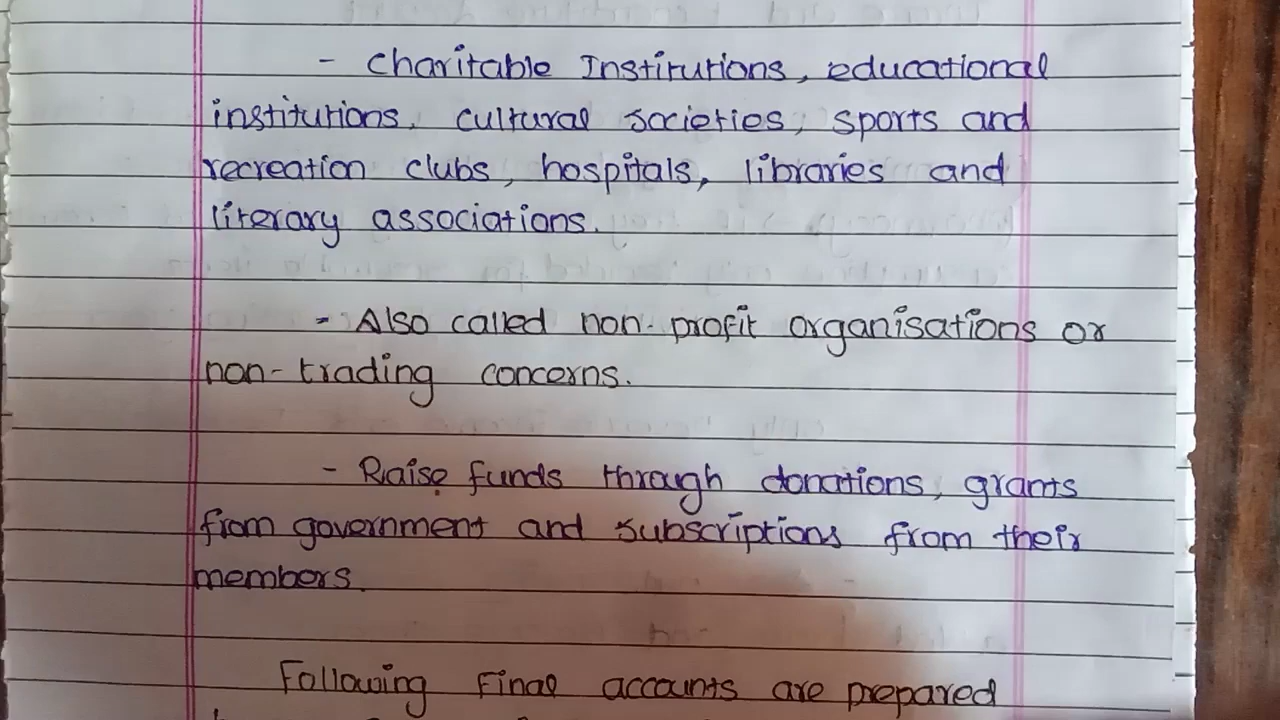 - Charitable Institutions, educational
institutions, cultural societies, sports and
recreation clubs, hospitals, libraries and
literary associations.
- Also called non-profit organisations or
non-trading concerns.
- Raise funds through donations, grants
from government and subscriptions from their
members.
Following Final accounts are prepared